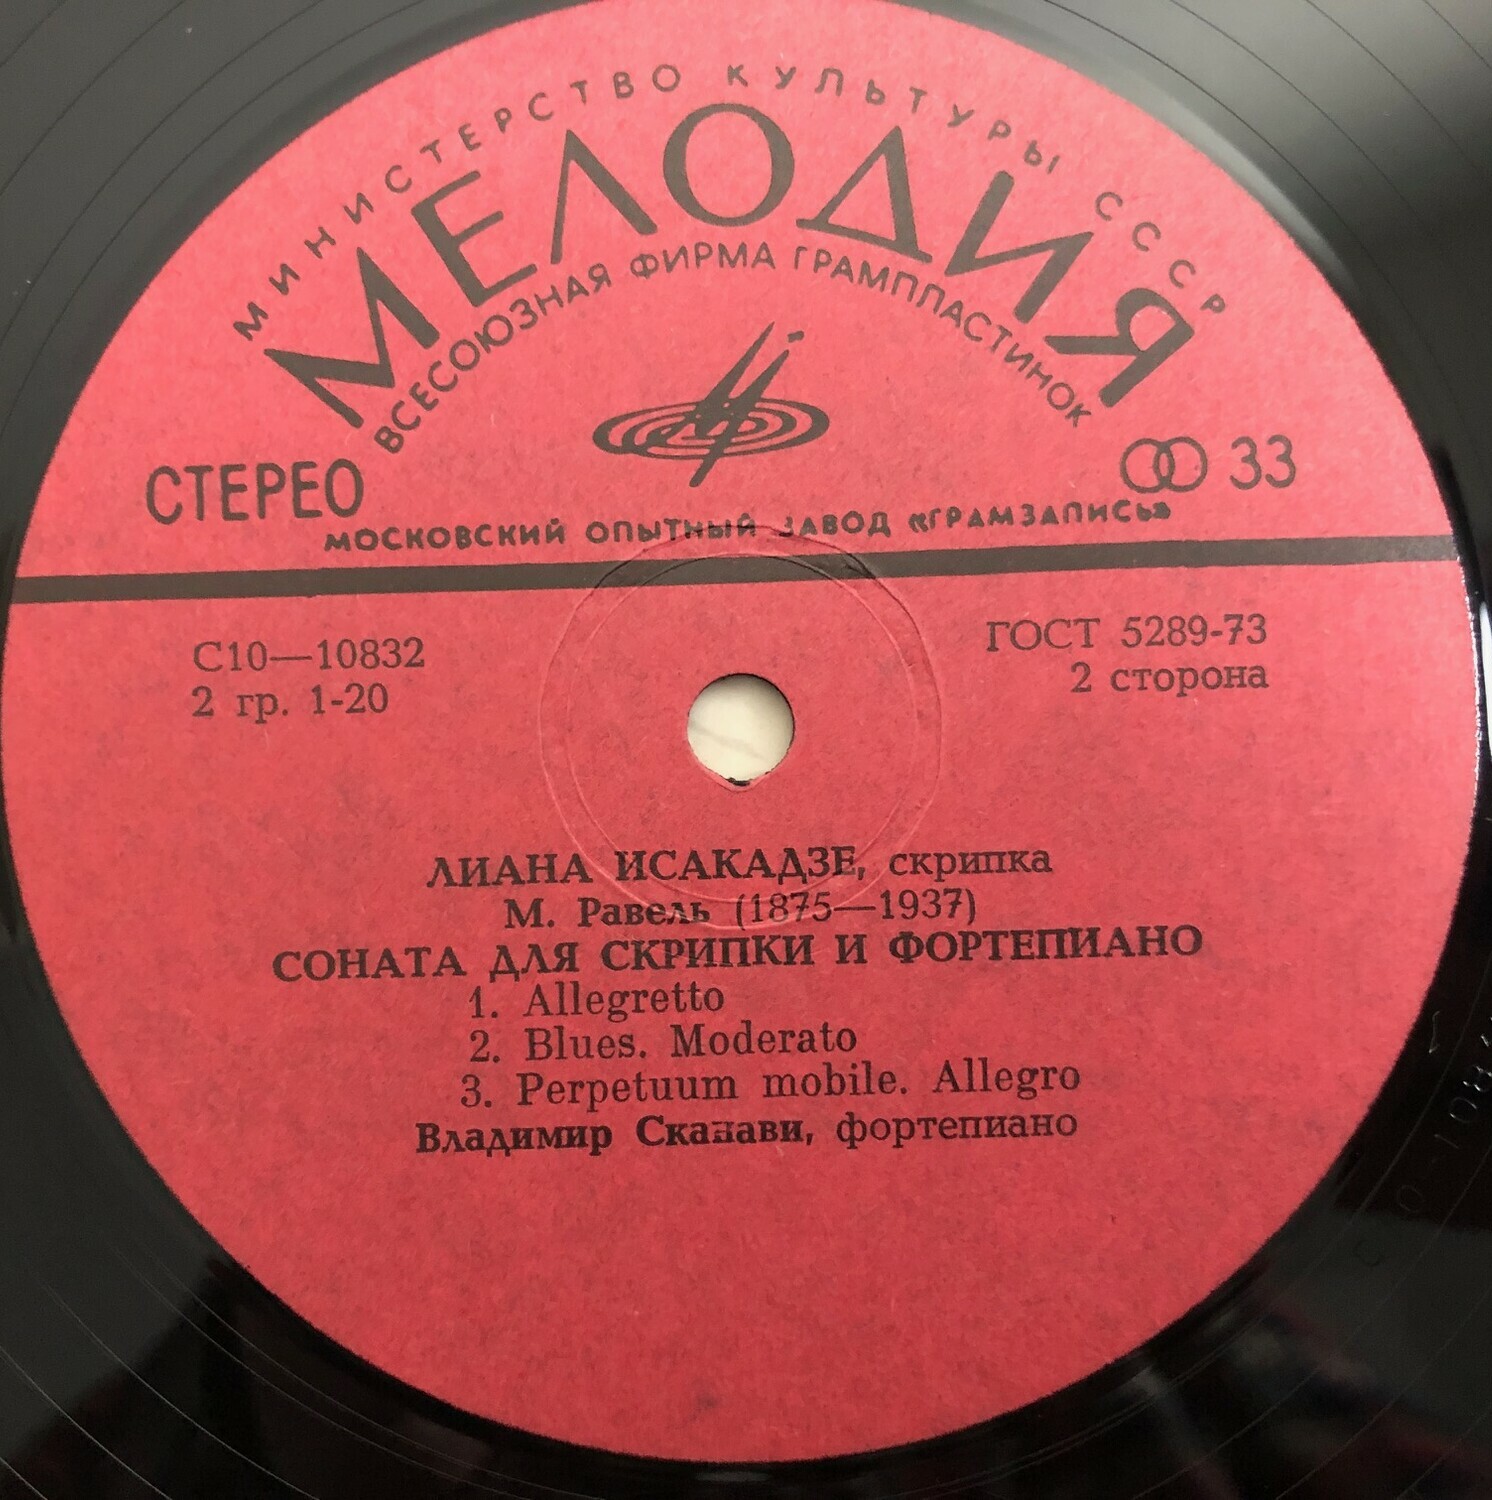 МИНИСТЕРСТВО КУЛЬТУРЫ СССР
МЕЛОДИЯ
ВСЕСОЮЗНАЯ ФИРМА ГРАМПЛАСТИНОК
СТЕРЕО
33
МОСКОВСКИЙ ОПЫТНЫЙ ЗАВОД «ГРАМЗАПИСЬ»
С10—10832
ГОСТ 5289-73
2 гр. 1-20
2 сторона
ЛИАНА ИСАКАДЗЕ, скрипка
М. Равель (1875—1937)
СОНАТА ДЛЯ СКРИПКИ И ФОРТЕПИАНО
1. Allegretto
2. Blues. Moderato
3. Perpetuum mobile. Allegro
Владимир Сканави, фортепиано